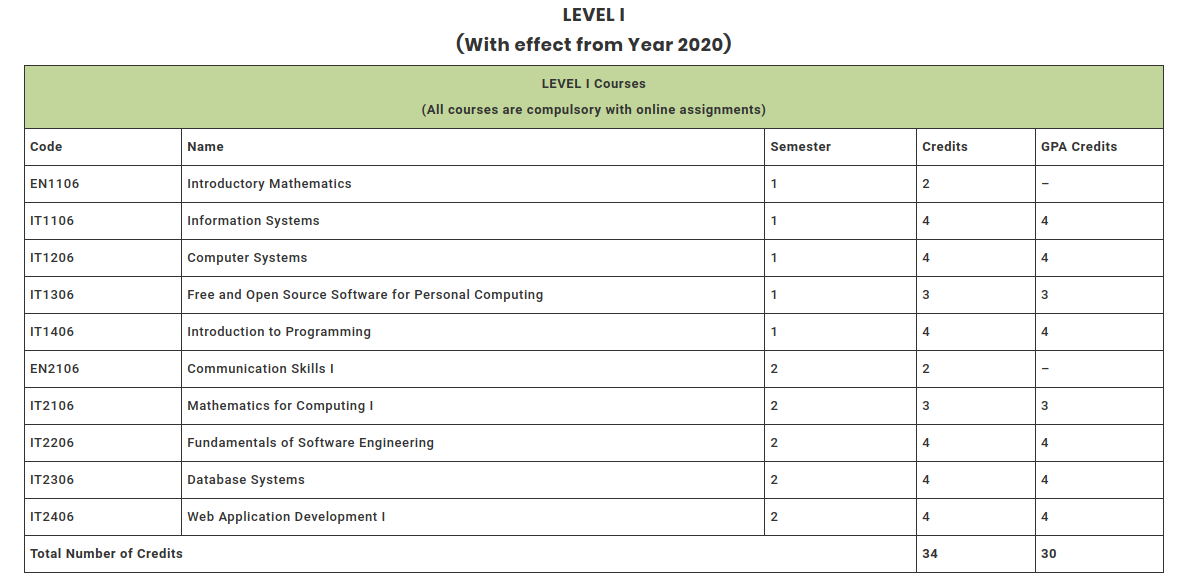 LEVEL I
(With effect from Year 2020)
LEVEL I Courses
(All courses are compulsory with online assignments)
Code Name Semester Credits GPA Credits
EN1106 Introductory Mathematics 1 2 –
IT1106 Information Systems 1 4 4
IT1206 Computer Systems 1 4 4
IT1306 Free and Open Source Software for Personal Computing 1 3 3
IT1406 Introduction to Programming 1 4 4
EN2106 Communication Skills I 2 2 –
IT2106 Mathematics for Computing I 2 3 3
IT2206 Fundamentals of Software Engineering 2 4 4
IT2306 Database Systems 2 4 4
IT2406 Web Application Development I 2 4 4
Total Number of Credits 34 30